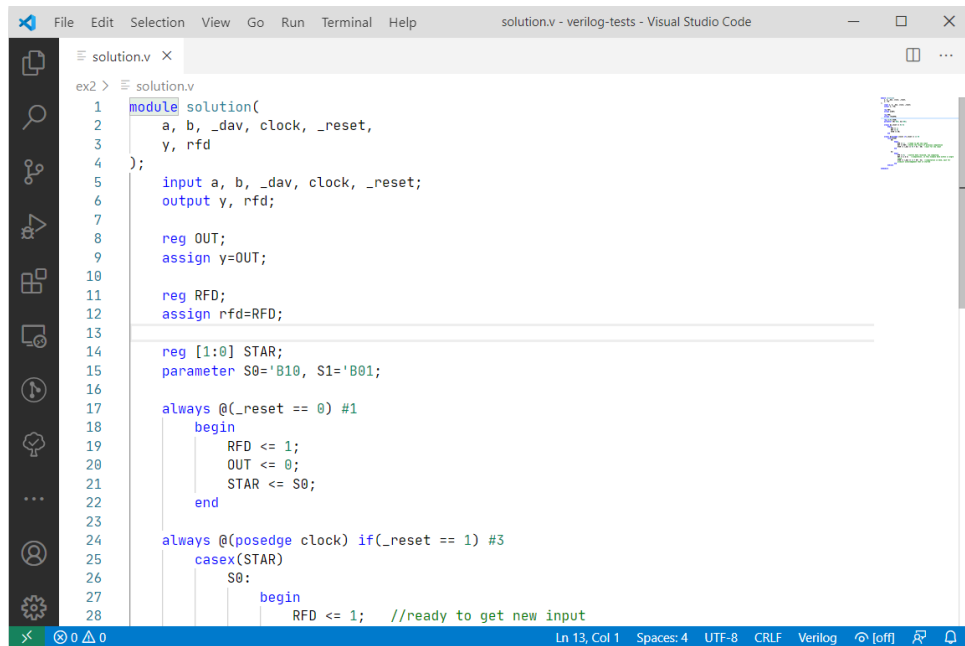 File Edit Selection View Go Run Terminal Help solution.v - verilog-tests - Visual Studio Code
solution.v
ex2 > solution.v
1 module solution(
2     a, b, _dav, clock, _reset,
3     y, rfd
4 );
5     input a, b, _dav, clock, _reset;
6     output y, rfd;
7
8     reg OUT;
9     assign y=OUT;
10
11     reg RFD;
12     assign rfd=RFD;
13
14     reg [1:0] STAR;
15     parameter S0='B10, S1='B01;
16
17     always @(_reset == 0) #1
18         begin
19             RFD <= 1;
20             OUT <= 0;
21             STAR <= S0;
22         end
23
24     always @(posedge clock) if(_reset == 1) #3
25         casex(STAR)
26             S0:
27                 begin
28                     RFD <= 1;   //ready to get new input
0 0 Ln 13, Col 1 Spaces: 4 UTF-8 CRLF Verilog [off]